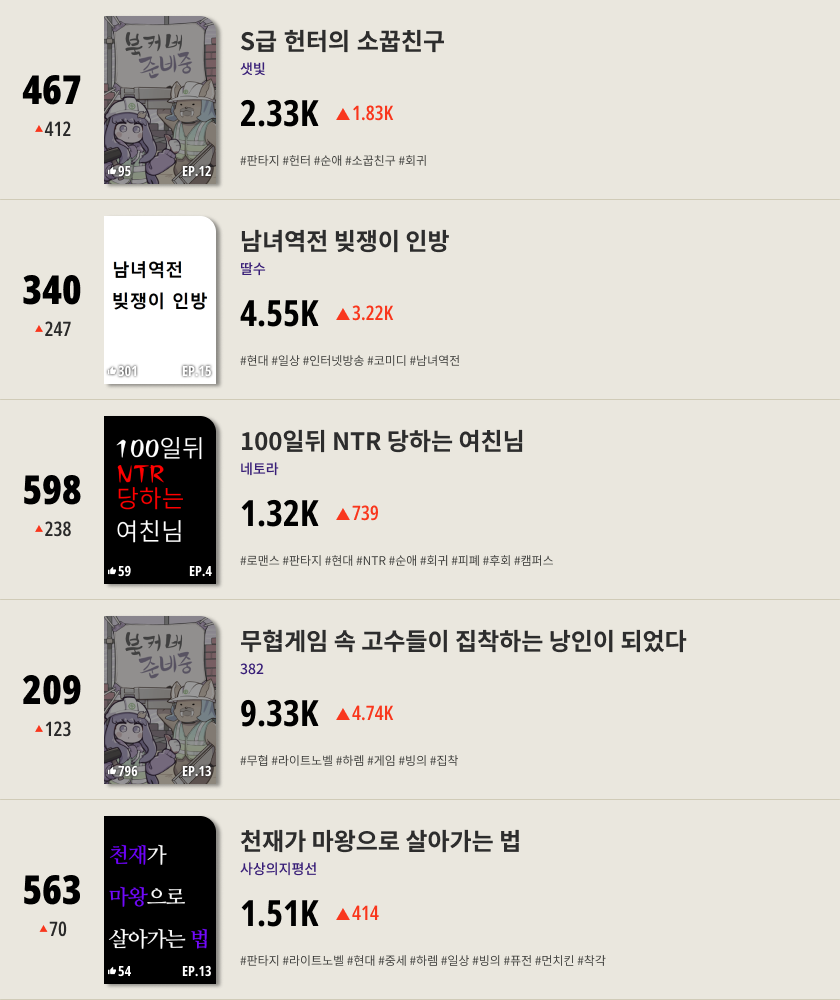 467
▲412
북커버
준비중
95
EP.12
S급 헌터의 소꿉친구
샛빛
2.33K ▲1.83K
#판타지 #헌터 #순애 #소꿉친구 #회귀
340
▲247
남녀역전
빚쟁이 인방
301
EP.15
남녀역전 빚쟁이 인방
딸수
4.55K ▲3.22K
#현대 #일상 #인터넷방송 #코미디 #남녀역전
598
▲238
100일뒤
NTR
당하는
여친님
59
EP.4
100일뒤 NTR 당하는 여친님
네토라
1.32K ▲739
#로맨스 #판타지 #현대 #NTR #순애 #회귀 #피폐 #후회 #캠퍼스
209
▲123
북커버
준비중
796
EP.13
무협게임 속 고수들이 집착하는 낭인이 되었다
382
9.33K ▲4.74K
#무협 #라이트노벨 #하렘 #게임 #빙의 #집착
563
▲70
천재가
마왕으로
살아가는 법
54
EP.13
천재가 마왕으로 살아가는 법
사상의지평선
1.51K ▲414
#판타지 #라이트노벨 #현대 #중세 #하렘 #일상 #빙의 #퓨전 #먼치킨 #착각